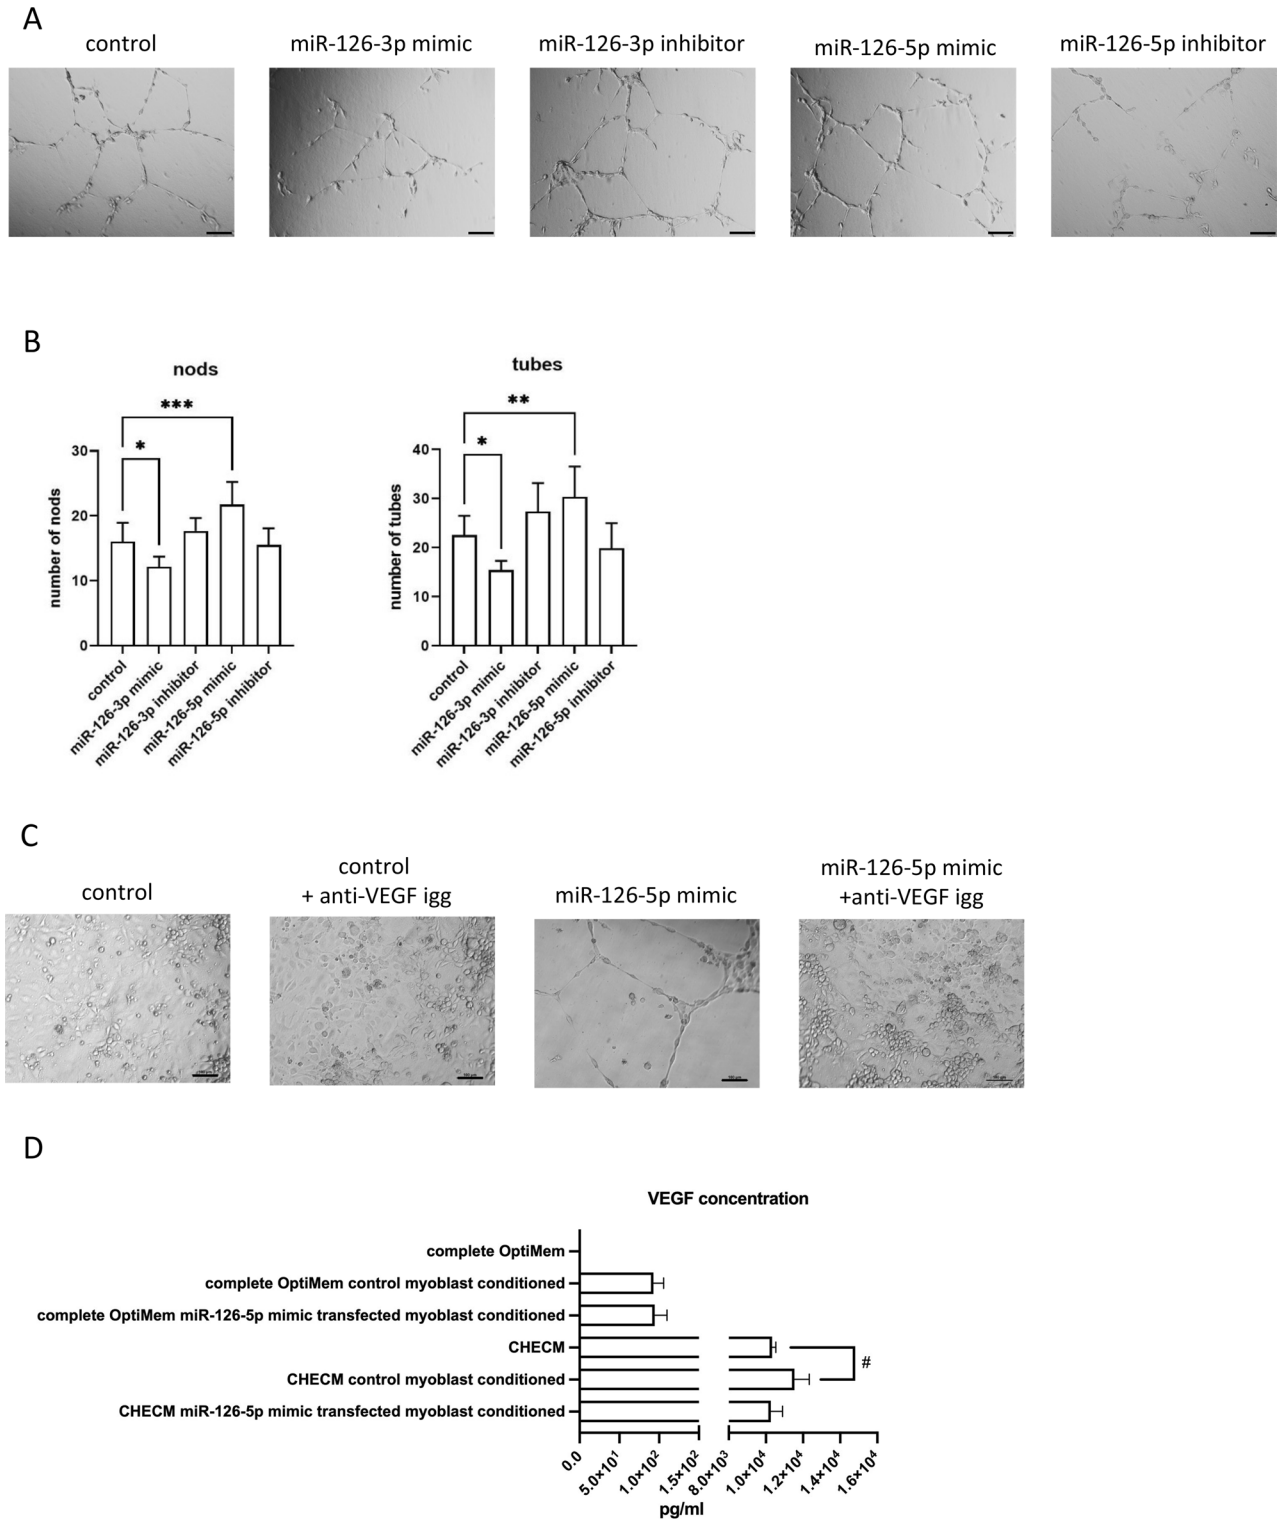 A
control
miR-126-3p mimic
miR-126-3p inhibitor
miR-126-5p mimic
miR-126-5p inhibitor
B
nods
***
*
30
20
10
0
number of nods
control
miR-126-3p mimic
miR-126-3p inhibitor
miR-126-5p mimic
miR-126-5p inhibitor
tubes
**
*
40
30
20
10
0
number of tubes
control
miR-126-3p mimic
miR-126-3p inhibitor
miR-126-5p mimic
miR-126-5p inhibitor
C
control
control
+ anti-VEGF igg
miR-126-5p mimic
miR-126-5p mimic
+anti-VEGF igg
D
VEGF concentration
complete OptiMem
complete OptiMem control myoblast conditioned
complete OptiMem miR-126-5p mimic transfected myoblast conditioned
CHECM
CHECM control myoblast conditioned
CHECM miR-126-5p mimic transfected myoblast conditioned
#
0.0
5.0×10¹
1.0×10²
1.5×10²
8.0×10³
1.0×10⁴
1.2×10⁴
1.4×10⁴
1.6×10⁴
pg/ml